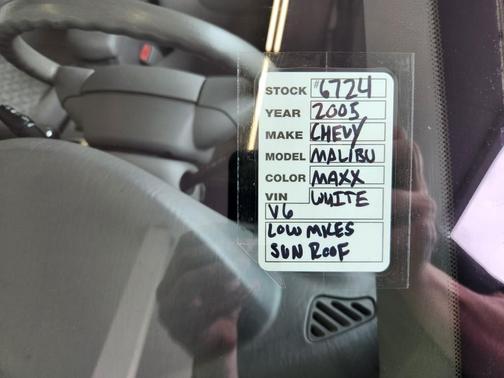 STOCK #6724
YEAR 2005
MAKE CHEVY
MODEL MALIBU
COLOR MAXX
VIN WHITE
V6
LOW MILES
SUN ROOF